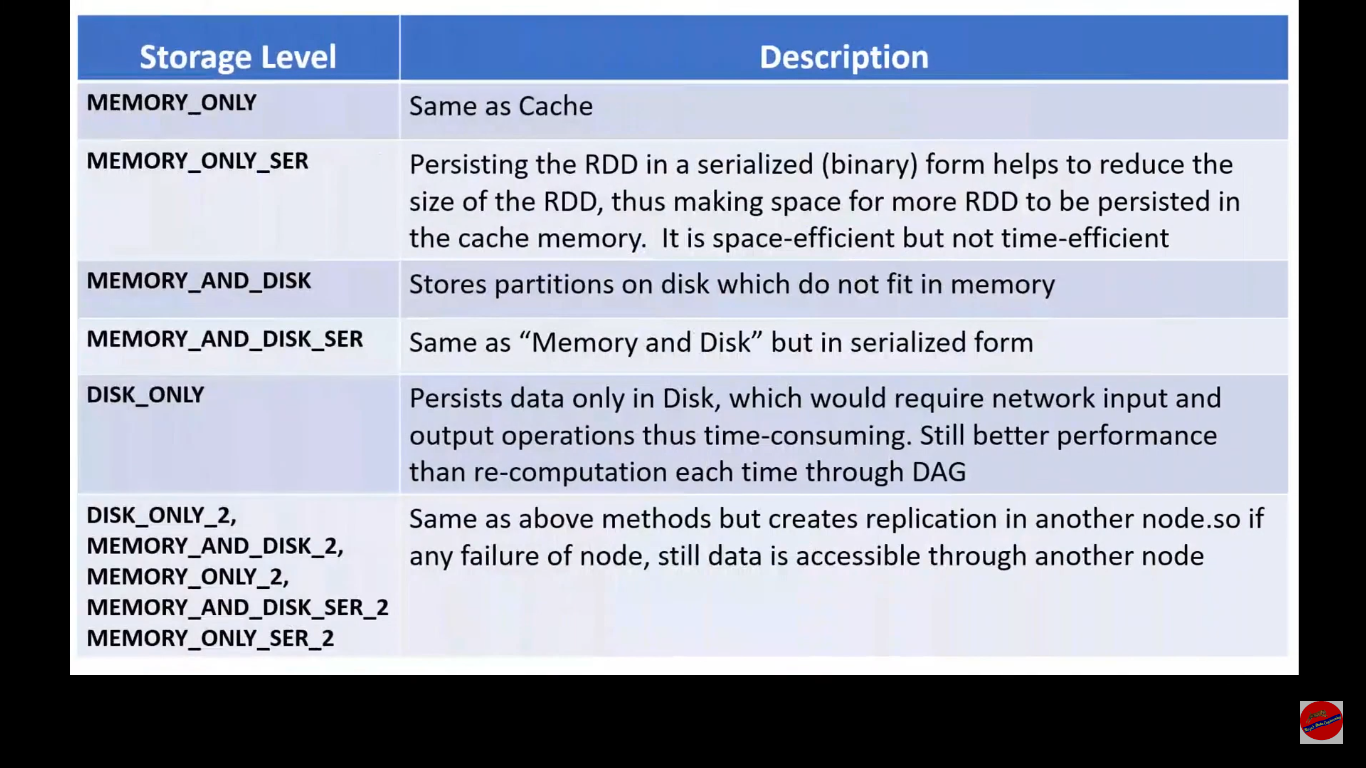 Storage Level
Description
MEMORY_ONLY
Same as Cache
MEMORY_ONLY_SER
Persisting the RDD in a serialized (binary) form helps to reduce the
size of the RDD, thus making space for more RDD to be persisted in
the cache memory.  It is space-efficient but not time-efficient
MEMORY_AND_DISK
Stores partitions on disk which do not fit in memory
MEMORY_AND_DISK_SER
Same as “Memory and Disk” but in serialized form
DISK_ONLY
Persists data only in Disk, which would require network input and
output operations thus time-consuming. Still better performance
than re-computation each time through DAG
DISK_ONLY_2,
MEMORY_AND_DISK_2,
MEMORY_ONLY_2,
MEMORY_AND_DISK_SER_2
MEMORY_ONLY_SER_2
Same as above methods but creates replication in another node.so if
any failure of node, still data is accessible through another node